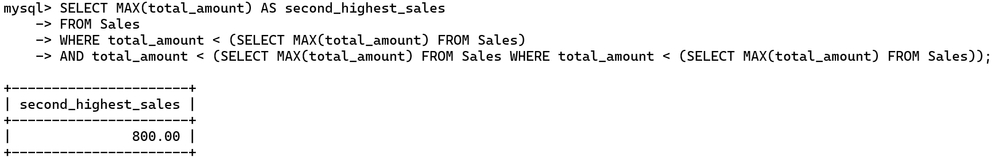 mysql> SELECT MAX(total_amount) AS second_highest_sales
    -> FROM Sales
    -> WHERE total_amount < (SELECT MAX(total_amount) FROM Sales)
    -> AND total_amount < (SELECT MAX(total_amount) FROM Sales WHERE total_amount < (SELECT MAX(total_amount) FROM Sales));
+----------------------+
| second_highest_sales |
+----------------------+
|               800.00 |
+----------------------+